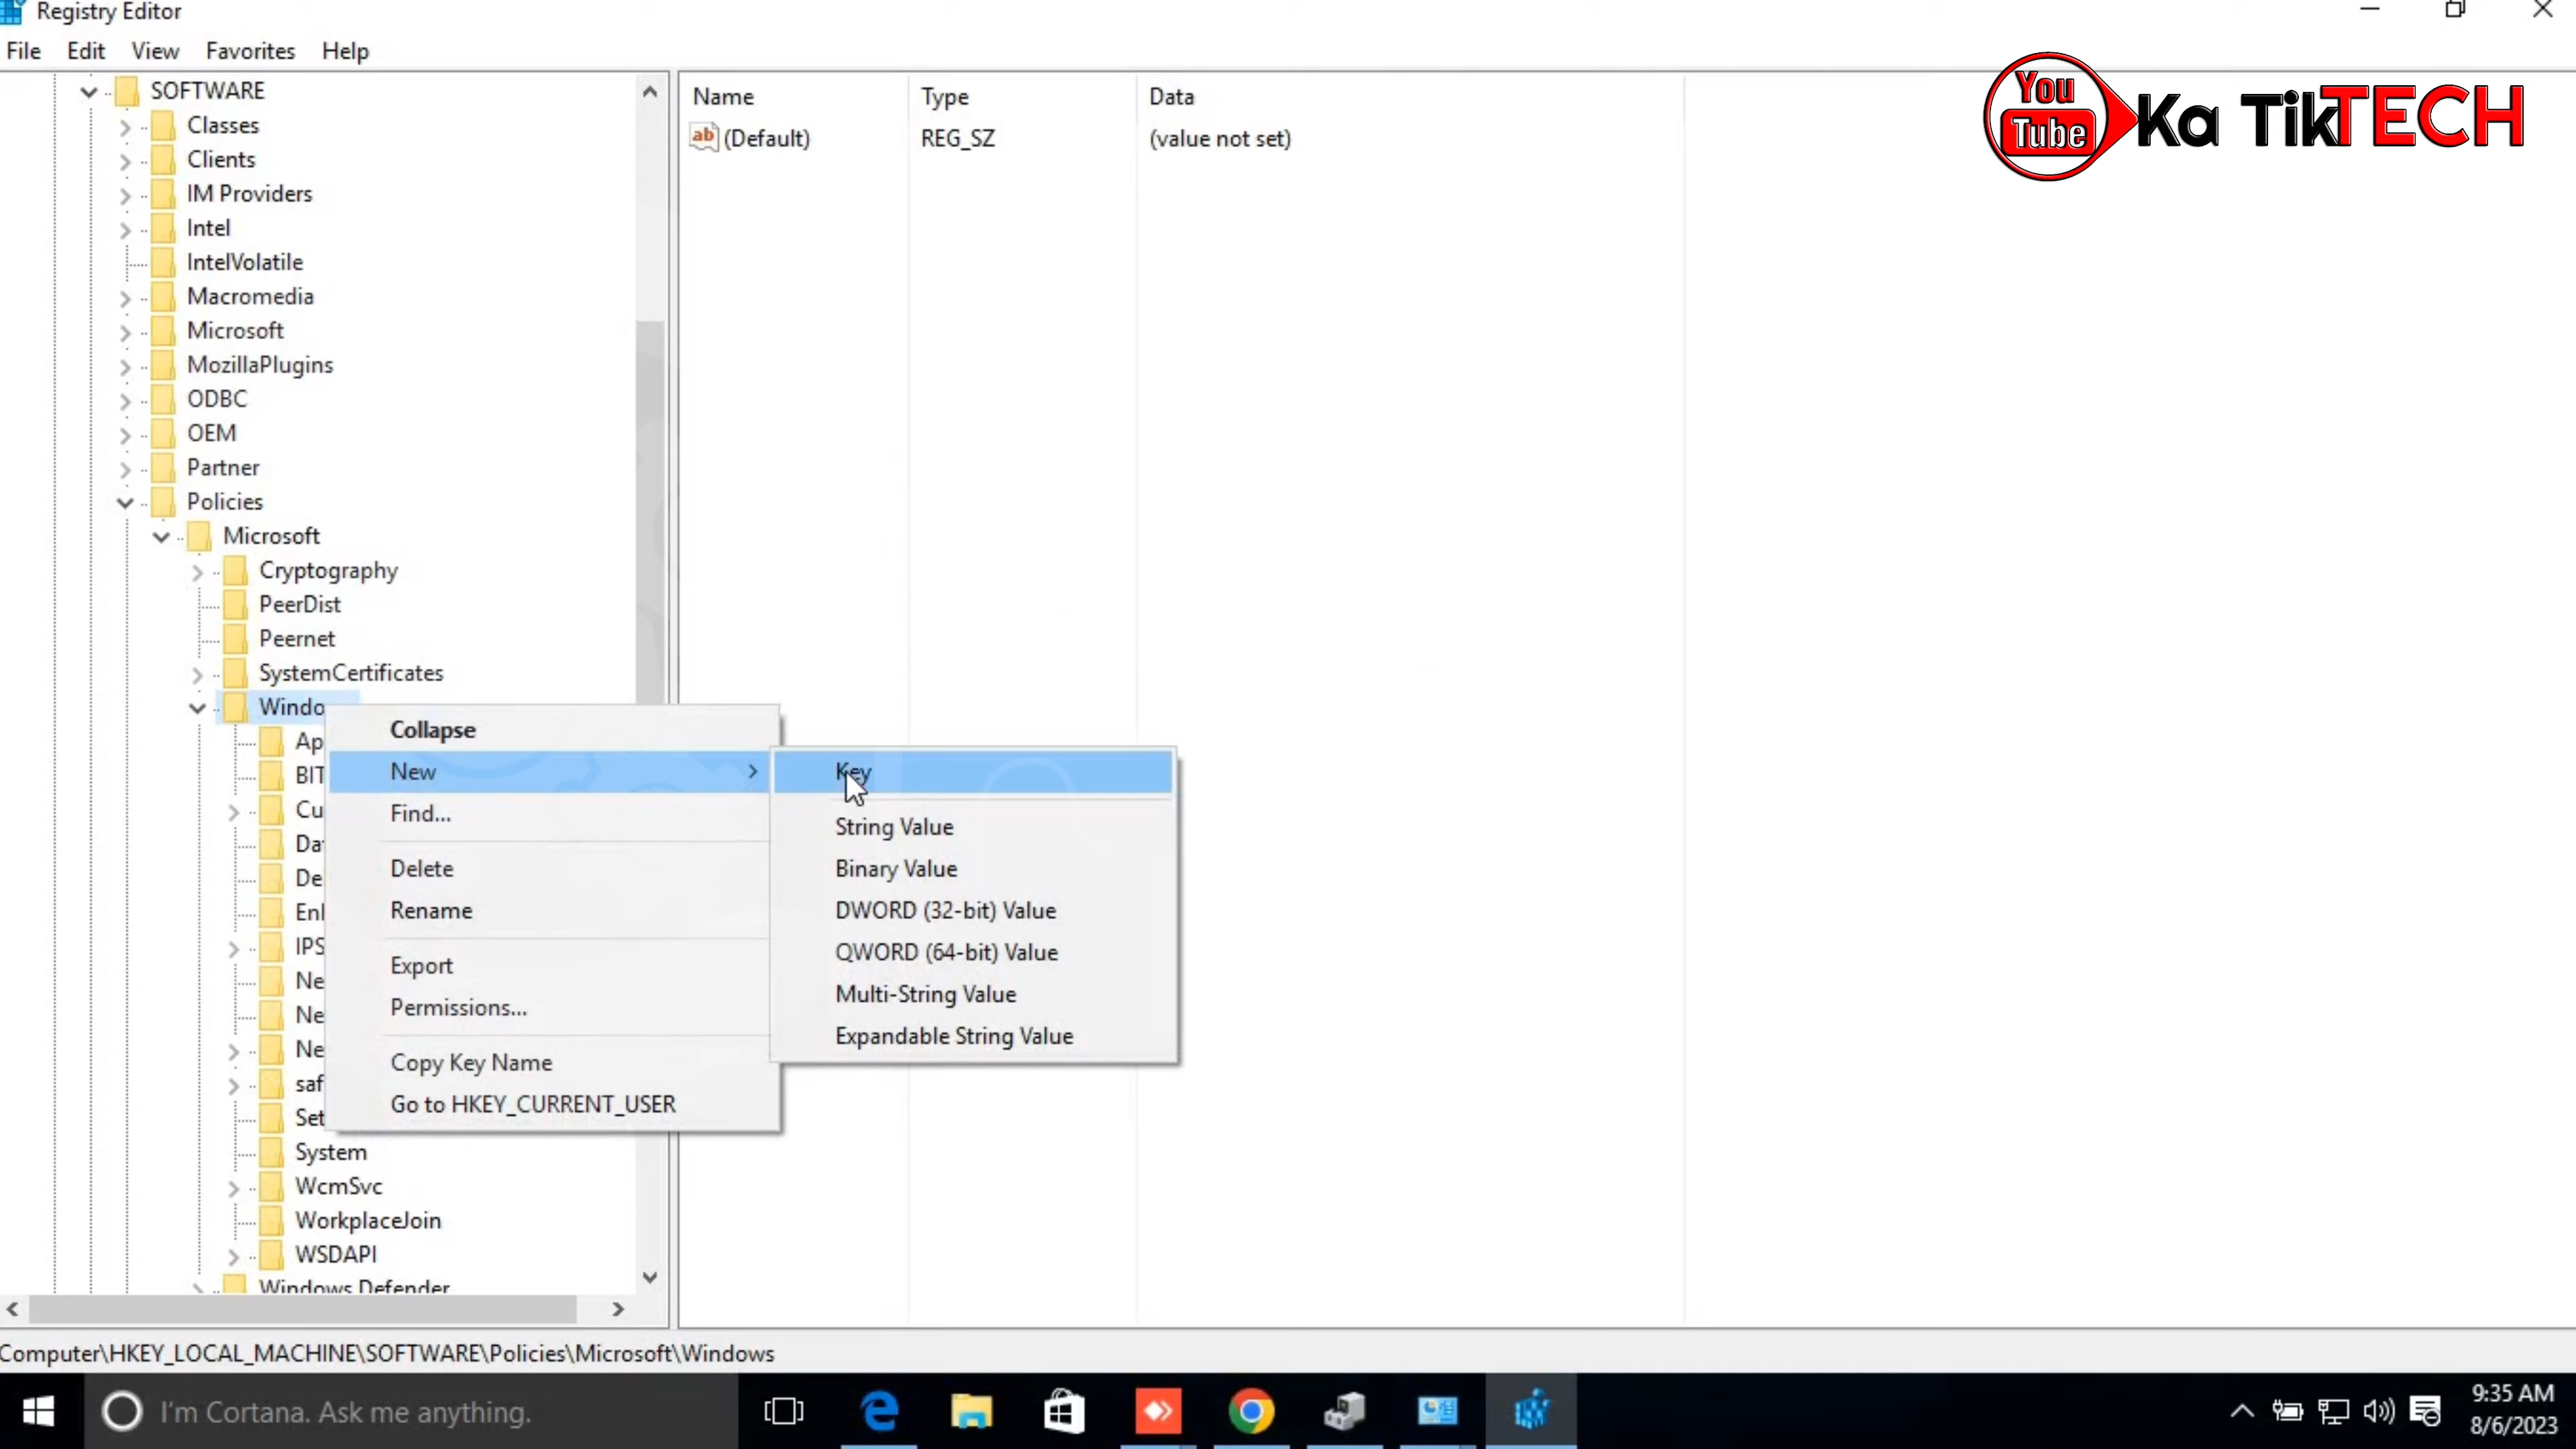 Registry Editor
File Edit View Favorites Help
You Tube Ka TikTECH
SOFTWARE
Classes
Clients
IM Providers
Intel
IntelVolatile
Macromedia
Microsoft
MozillaPlugins
ODBC
OEM
Partner
Policies
Microsoft
Cryptography
PeerDist
Peernet
SystemCertificates
Windo
Ap
BIT
Cu
Da
De
Enl
IPS
Ne
Ne
Ne
saf
Set
System
WcmSvc
WorkplaceJoin
WSDAPI
Windows Defender
Name Type Data
ab (Default) REG_SZ (value not set)
Collapse
New
Find...
Delete
Rename
Export
Permissions...
Copy Key Name
Go to HKEY_CURRENT_USER
Key
String Value
Binary Value
DWORD (32-bit) Value
QWORD (64-bit) Value
Multi-String Value
Expandable String Value
Computer\HKEY_LOCAL_MACHINE\SOFTWARE\Policies\Microsoft\Windows
I'm Cortana. Ask me anything.
9:35 AM
8/6/2023